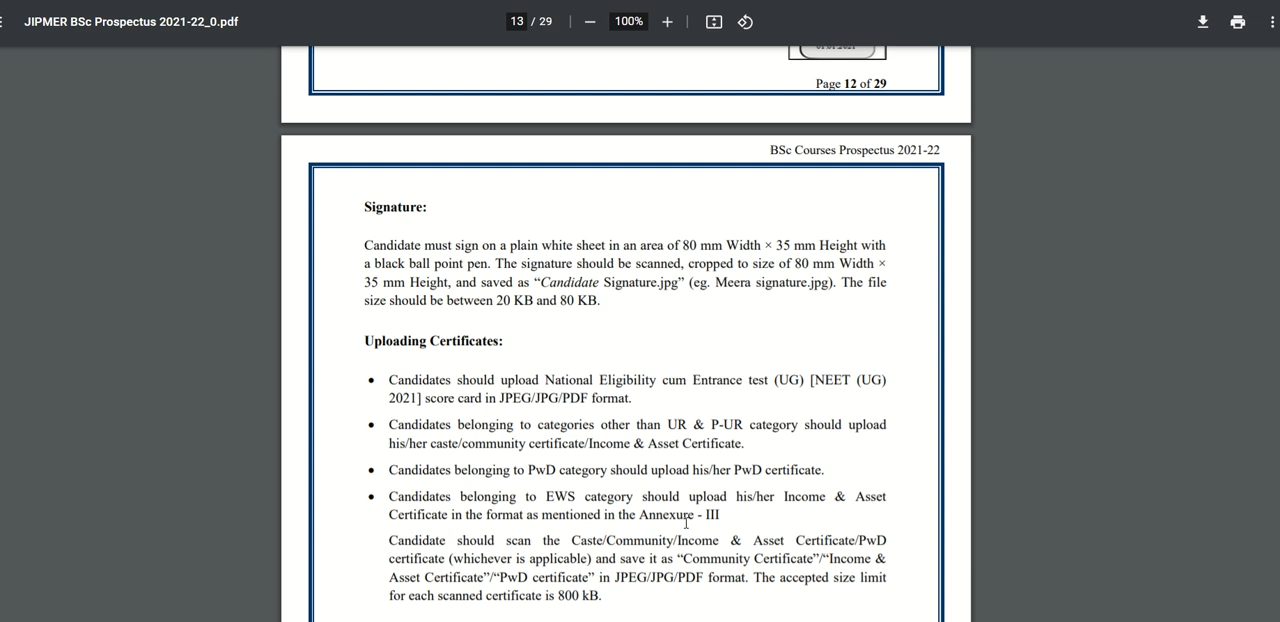 JIPMER BSc Prospectus 2021-22_0.pdf
13 / 29
100%
Page 12 of 29
BSc Courses Prospectus 2021-22
Signature:
Candidate must sign on a plain white sheet in an area of 80 mm Width × 35 mm Height with
a black ball point pen. The signature should be scanned, cropped to size of 80 mm Width ×
35 mm Height, and saved as “Candidate Signature.jpg” (eg. Meera signature.jpg). The file
size should be between 20 KB and 80 KB.
Uploading Certificates:
• Candidates should upload National Eligibility cum Entrance test (UG) [NEET (UG)
2021] score card in JPEG/JPG/PDF format.
• Candidates belonging to categories other than UR & P-UR category should upload
his/her caste/community certificate/Income & Asset Certificate.
• Candidates belonging to PwD category should upload his/her PwD certificate.
• Candidates belonging to EWS category should upload his/her Income & Asset
Certificate in the format as mentioned in the Annexure - III
Candidate should scan the Caste/Community/Income & Asset Certificate/PwD
certificate (whichever is applicable) and save it as “Community Certificate”/“Income &
Asset Certificate”/“PwD certificate” in JPEG/JPG/PDF format. The accepted size limit
for each scanned certificate is 800 kB.